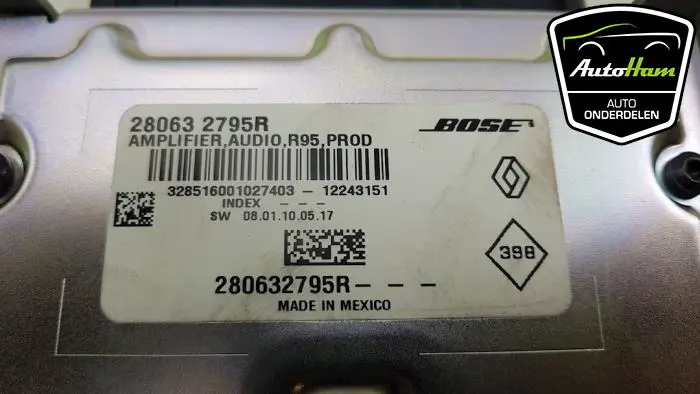 28063 2795R
BOSE
AMPLIFIER,AUDIO,R95,PROD
328516001027403 - 12243151
INDEX - - -
SW 08.01.10.05.17
398
280632795R - - -
MADE IN MEXICO
AutoHam
AUTO
ONDERDELEN